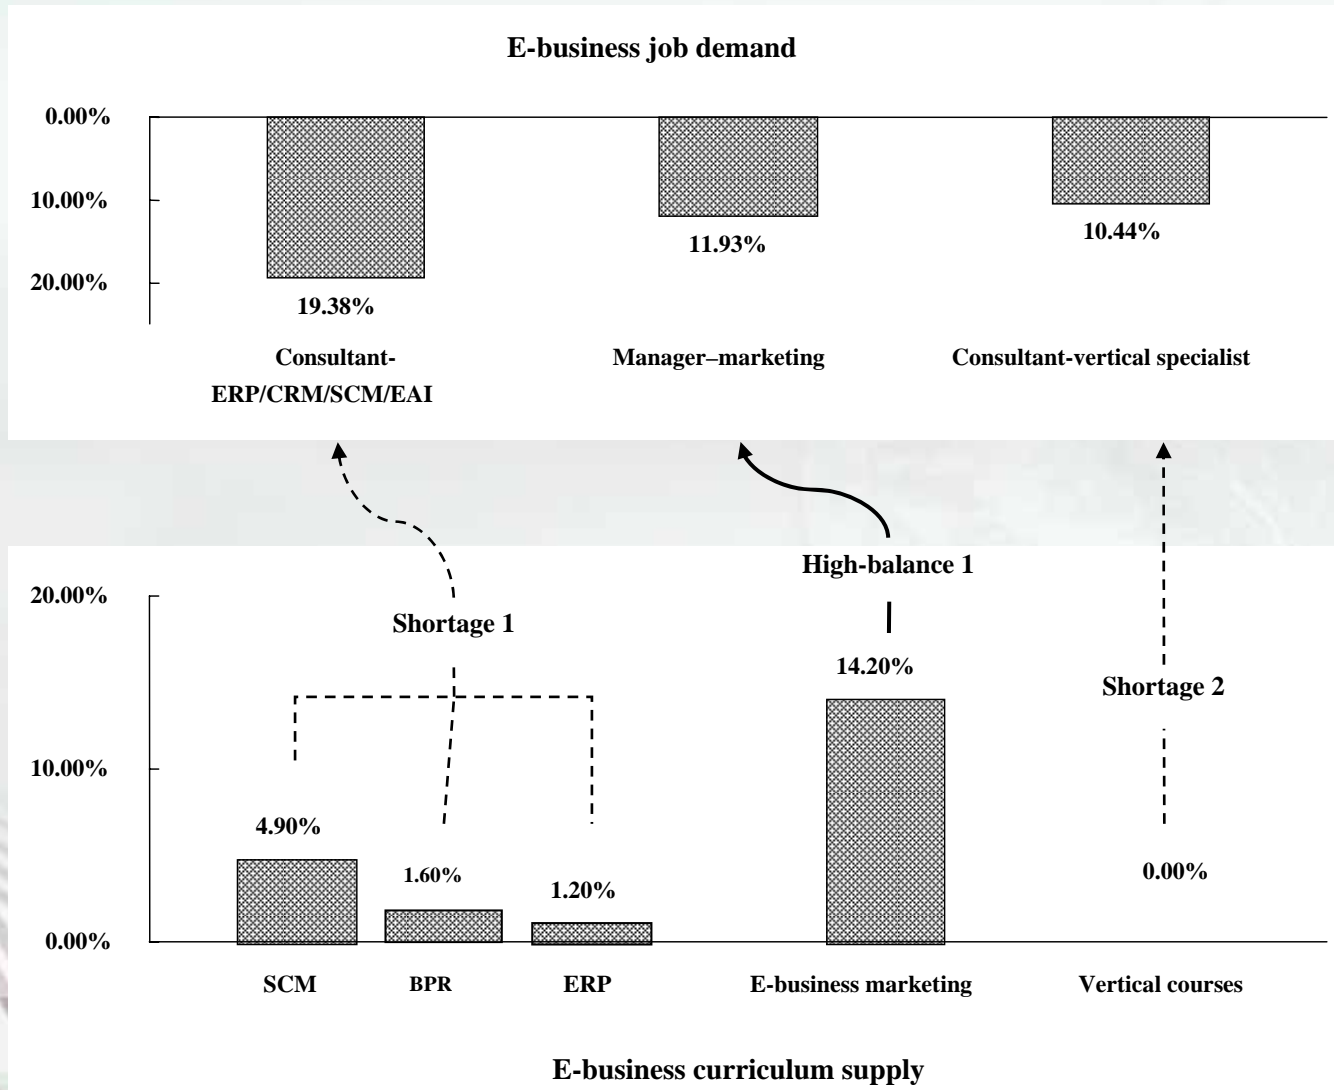 E-business job demand
0.00%
10.00%
20.00%
19.38%
11.93%
10.44%
Consultant-
ERP/CRM/SCM/EAI
Manager–marketing
Consultant-vertical specialist
High-balance 1
20.00%
Shortage 1
14.20%
Shortage 2
10.00%
4.90%
1.60%
1.20%
0.00%
0.00%
SCM
BPR
ERP
E-business marketing
Vertical courses
E-business curriculum supply